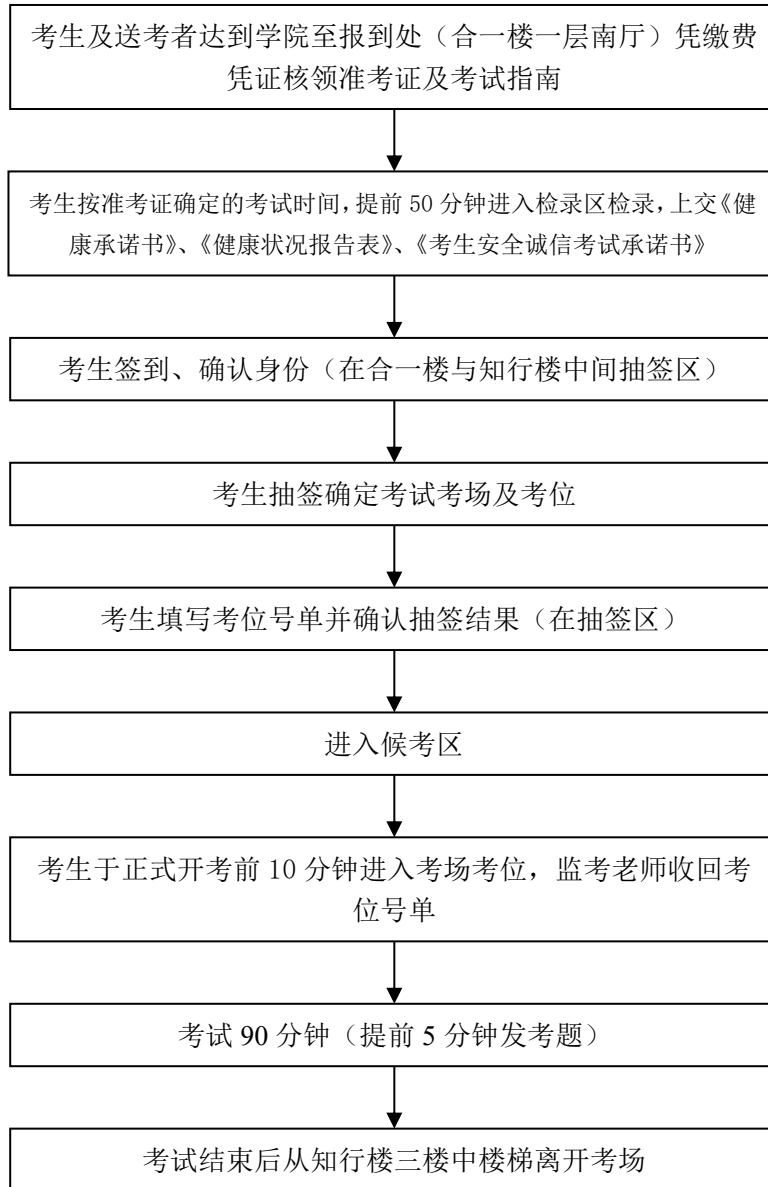 考生及送考者达到学院至报到处（合一楼一层南厅）凭缴费
凭证核领准考证及考试指南
考生按准考证确定的考试时间，提前 50 分钟进入检录区检录，上交《健
康承诺书》、《健康状况报告表》、《考生安全诚信考试承诺书》
考生签到、确认身份（在合一楼与知行楼中间抽签区）
考生抽签确定考试考场及考位
考生填写考位号单并确认抽签结果（在抽签区）
进入候考区
考生于正式开考前 10 分钟进入考场考位，监考老师收回考
位号单
考试 90 分钟（提前 5 分钟发考题）
考试结束后从知行楼三楼中楼梯离开考场